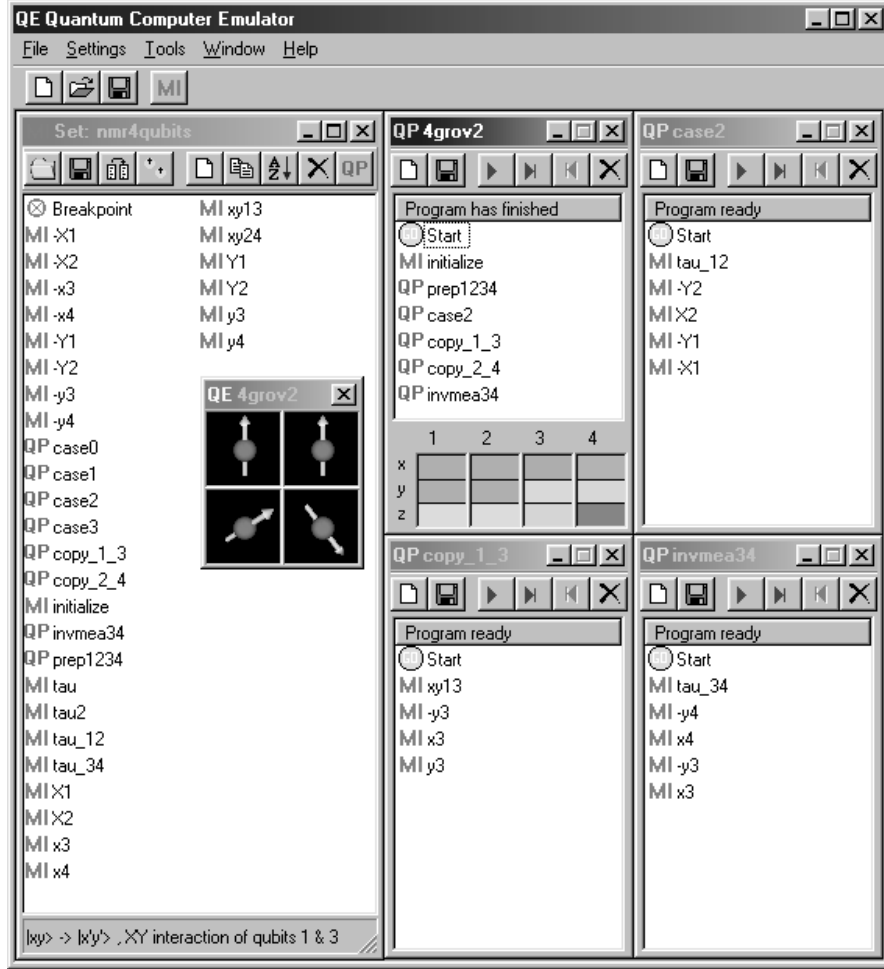 QE Quantum Computer Emulator
File Settings Tools Window Help
MI
Set: nmr4qubits
QP
Breakpoint
MI -X1
MI -X2
MI -x3
MI -x4
MI -Y1
MI -Y2
MI -y3
MI -y4
QP case0
QP case1
QP case2
QP case3
QP copy_1_3
QP copy_2_4
MI initialize
QP invmea34
QP prep1234
MI tau
MI tau2
MI tau_12
MI tau_34
MI X1
MI X2
MI x3
MI x4
MI xy13
MI xy24
MI Y1
MI Y2
MI y3
MI y4
|xy> -> |x'y'> , XY interaction of qubits 1 & 3
QE 4grov2
QP 4grov2
Program has finished
GO Start
MI initialize
QP prep1234
QP case2
QP copy_1_3
QP copy_2_4
QP invmea34
1 2 3 4
x
y
z
QP case2
Program ready
GO Start
MI tau_12
MI -Y2
MI X2
MI -Y1
MI -X1
QP copy_1_3
Program ready
GO Start
MI xy13
MI -y3
MI x3
MI y3
QP invmea34
Program ready
GO Start
MI tau_34
MI -y4
MI x4
MI -y3
MI x3